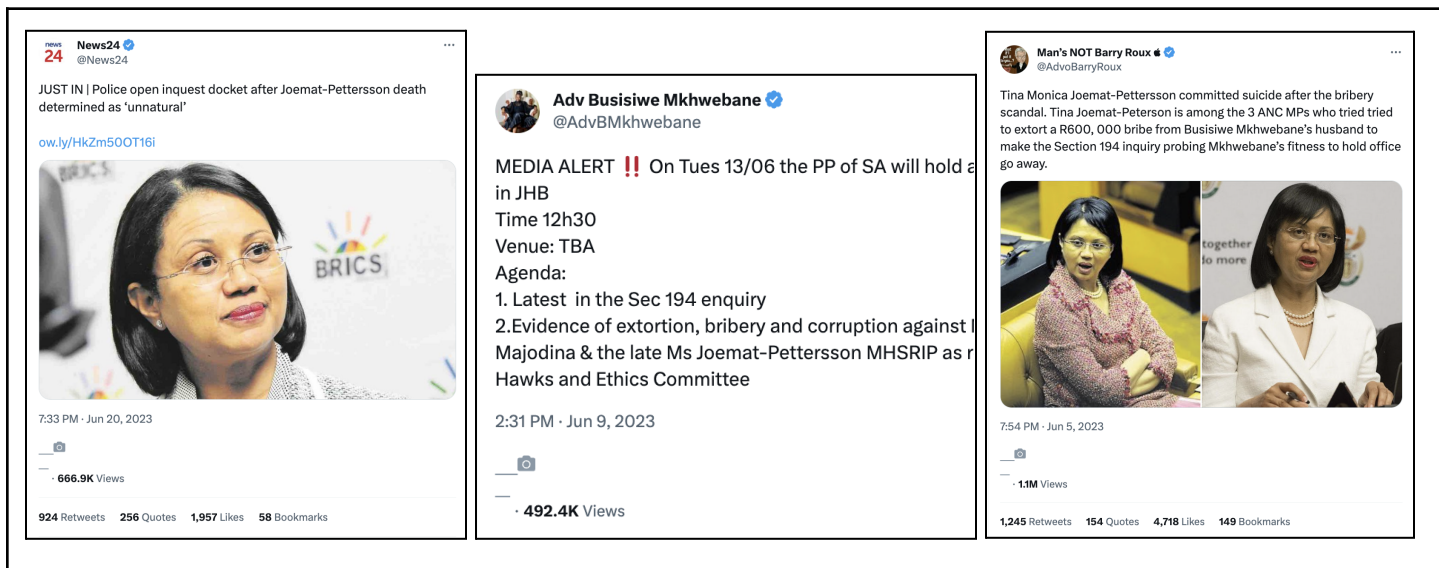 news
24
News24
@News24
JUST IN | Police open inquest docket after Joemat-Pettersson death
determined as ‘unnatural’
ow.ly/HkZm50OT16i
BRICS
BRICS
7:33 PM · Jun 20, 2023
· 666.9K Views
924 Retweets 256 Quotes 1,957 Likes 58 Bookmarks
Adv Busisiwe Mkhwebane
@AdvBMkhwebane
MEDIA ALERT ‼️ On Tues 13/06 the PP of SA will hold a
in JHB
Time 12h30
Venue: TBA
Agenda:
1. Latest in the Sec 194 enquiry
2.Evidence of extortion, bribery and corruption against
Majodina & the late Ms Joemat-Pettersson MHSRIP as r
Hawks and Ethics Committee
2:31 PM · Jun 9, 2023
· 492.4K Views
Man’s NOT Barry Roux
@AdvoBarryRoux
Tina Monica Joemat-Pettersson committed suicide after the bribery
scandal. Tina Joemat-Peterson is among the 3 ANC MPs who tried tried
to extort a R600, 000 bribe from Busisiwe Mkhwebane’s husband to
make the Section 194 inquiry probing Mkhwebane’s fitness to hold office
go away.
together
do more
7:54 PM · Jun 5, 2023
· 1.1M Views
1,245 Retweets 154 Quotes 4,718 Likes 149 Bookmarks